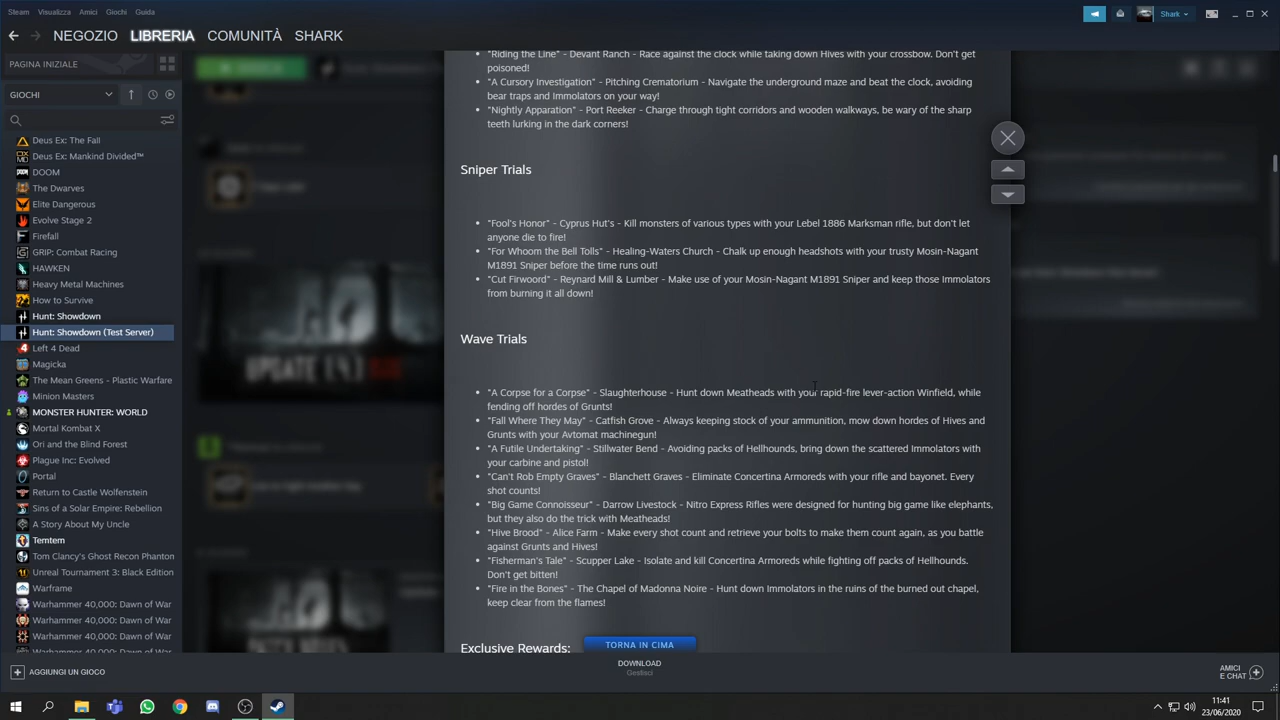 Steam Visualizza Amici Giochi Guida
Shark
NEGOZIO LIBRERIA COMUNITÀ SHARK
PAGINA INIZIALE
GIOCHI
Deus Ex: The Fall
Deus Ex: Mankind Divided™
DOOM
The Dwarves
Elite Dangerous
Evolve Stage 2
Firefall
GRIP: Combat Racing
HAWKEN
Heavy Metal Machines
How to Survive
Hunt: Showdown
Hunt: Showdown (Test Server)
Left 4 Dead
Magicka
The Mean Greens - Plastic Warfare
Minion Masters
MONSTER HUNTER: WORLD
Mortal Kombat X
Ori and the Blind Forest
Plague Inc: Evolved
Portal
Return to Castle Wolfenstein
Sins of a Solar Empire: Rebellion
A Story About My Uncle
Temtem
Tom Clancy's Ghost Recon Phanton
Unreal Tournament 3: Black Edition
Warframe
Warhammer 40,000: Dawn of War
Warhammer 40,000: Dawn of War
Warhammer 40,000: Dawn of War
AGGIUNGI UN GIOCO
"Riding the Line" - Devant Ranch - Race against the clock while taking down Hives with your crossbow. Don't get
poisoned!
"A Cursory Investigation" - Pitching Crematorium - Navigate the underground maze and beat the clock, avoiding
bear traps and Immolators on your way!
"Nightly Apparation" - Port Reeker - Charge through tight corridors and wooden walkways, be wary of the sharp
teeth lurking in the dark corners!
Sniper Trials
"Fool's Honor" - Cyprus Hut's - Kill monsters of various types with your Lebel 1886 Marksman rifle, but don't let
anyone die to fire!
"For Whoom the Bell Tolls" - Healing-Waters Church - Chalk up enough headshots with your trusty Mosin-Nagant
M1891 Sniper before the time runs out!
"Cut Firwoord" - Reynard Mill & Lumber - Make use of your Mosin-Nagant M1891 Sniper and keep those Immolators
from burning it all down!
Wave Trials
"A Corpse for a Corpse" - Slaughterhouse - Hunt down Meatheads with your rapid-fire lever-action Winfield, while
fending off hordes of Grunts!
"Fall Where They May" - Catfish Grove - Always keeping stock of your ammunition, mow down hordes of Hives and
Grunts with your Avtomat machinegun!
"A Futile Undertaking" - Stillwater Bend - Avoiding packs of Hellhounds, bring down the scattered Immolators with
your carbine and pistol!
"Can't Rob Empty Graves" - Blanchett Graves - Eliminate Concertina Armoreds with your rifle and bayonet. Every
shot counts!
"Big Game Connoisseur" - Darrow Livestock - Nitro Express Rifles were designed for hunting big game like elephants,
but they also do the trick with Meatheads!
"Hive Brood" - Alice Farm - Make every shot count and retrieve your bolts to make them count again, as you battle
against Grunts and Hives!
"Fisherman's Tale" - Scupper Lake - Isolate and kill Concertina Armoreds while fighting off packs of Hellhounds.
Don't get bitten!
"Fire in the Bones" - The Chapel of Madonna Noire - Hunt down Immolators in the ruins of the burned out chapel,
keep clear from the flames!
Exclusive Rewards:
TORNA IN CIMA
UPDATE
DOWNLOAD
Gestisci
AMICI
E CHAT
11:41
23/06/2020